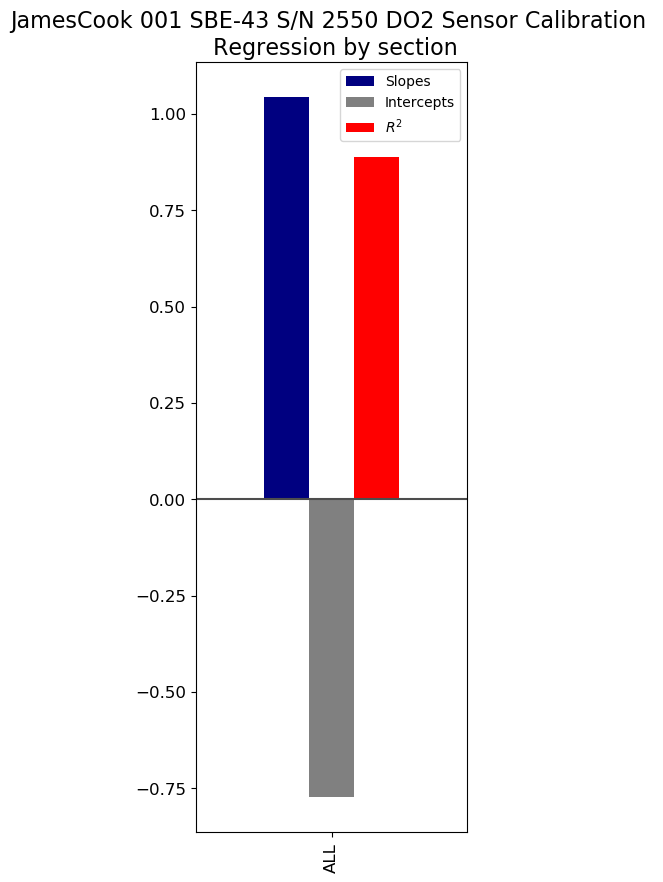 JamesCook 001 SBE-43 S/N 2550 DO2 Sensor Calibration
Regression by section
Slopes
Intercepts
R²
1.00
0.75
0.50
0.25
0.00
−0.25
−0.50
−0.75
ALL